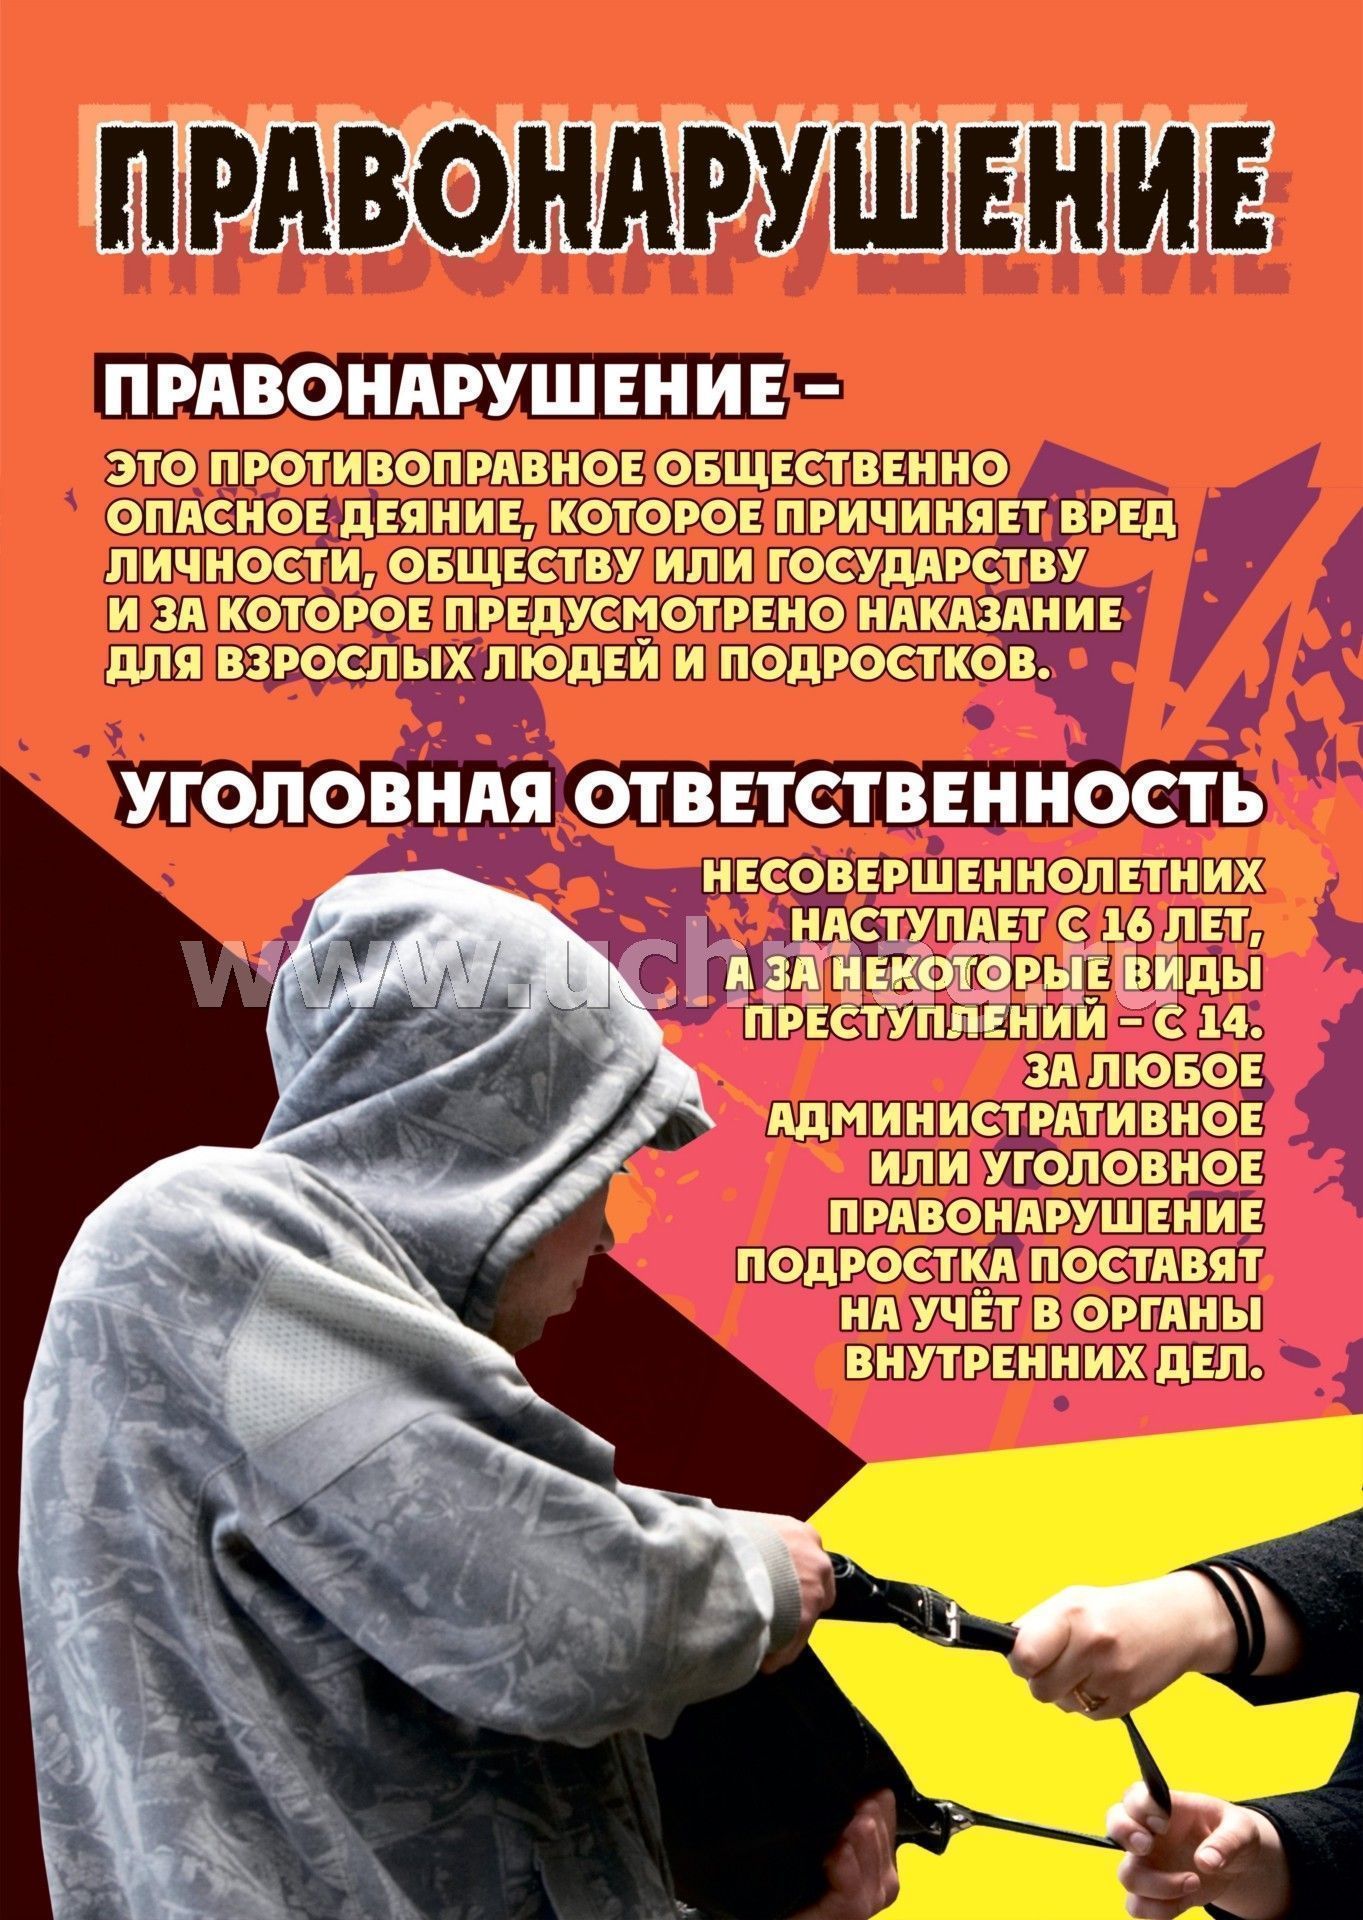 ПРАВОНАРУШЕНИЕ
ПРАВОНАРУШЕНИЕ –
ЭТО ПРОТИВОПРАВНОЕ ОБЩЕСТВЕННО
ОПАСНОЕ ДЕЯНИЕ, КОТОРОЕ ПРИЧИНЯЕТ ВРЕД
ЛИЧНОСТИ, ОБЩЕСТВУ ИЛИ ГОСУДАРСТВУ
И ЗА КОТОРОЕ ПРЕДУСМОТРЕНО НАКАЗАНИЕ
ДЛЯ ВЗРОСЛЫХ ЛЮДЕЙ И ПОДРОСТКОВ.
УГОЛОВНАЯ ОТВЕТСТВЕННОСТЬ
НЕСОВЕРШЕННОЛЕТНИХ
НАСТУПАЕТ С 16 ЛЕТ,
А ЗА НЕКОТОРЫЕ ВИДЫ
ПРЕСТУПЛЕНИЙ – С 14.
ЗА ЛЮБОЕ
АДМИНИСТРАТИВНОЕ
ИЛИ УГОЛОВНОЕ
ПРАВОНАРУШЕНИЕ
ПОДРОСТКА ПОСТАВЯТ
НА УЧЁТ В ОРГАНЫ
ВНУТРЕННИХ ДЕЛ.
www.uchmag.ru